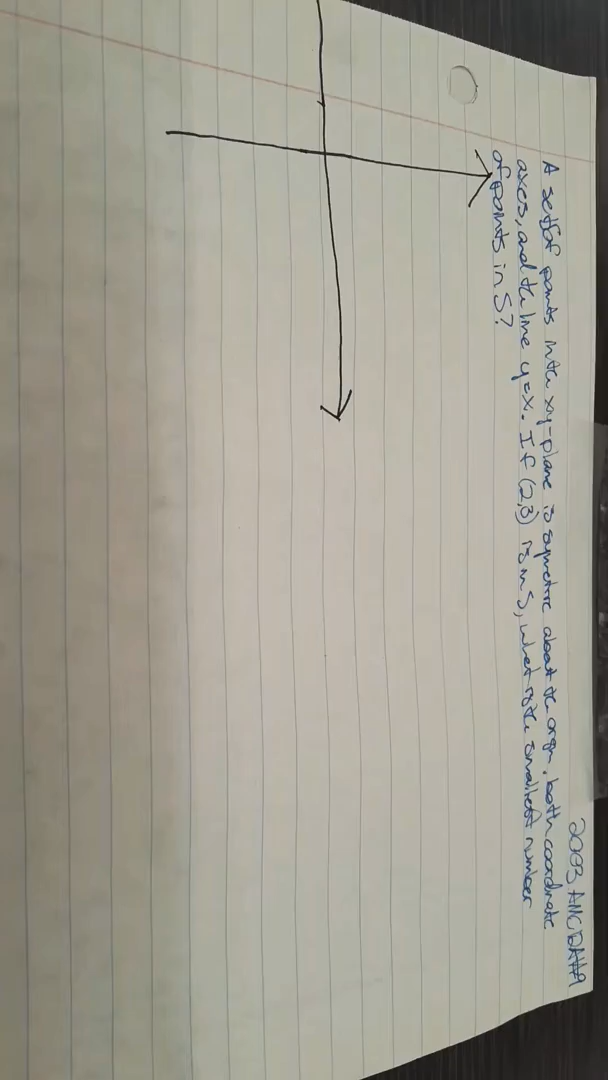 2003 AMC 12A #9
A set S of points in the xy-plane is symmetric about the origin, both coordinate
axes, and the line y=x. If (2,3) is in S, what is the smallest number
of points in S?